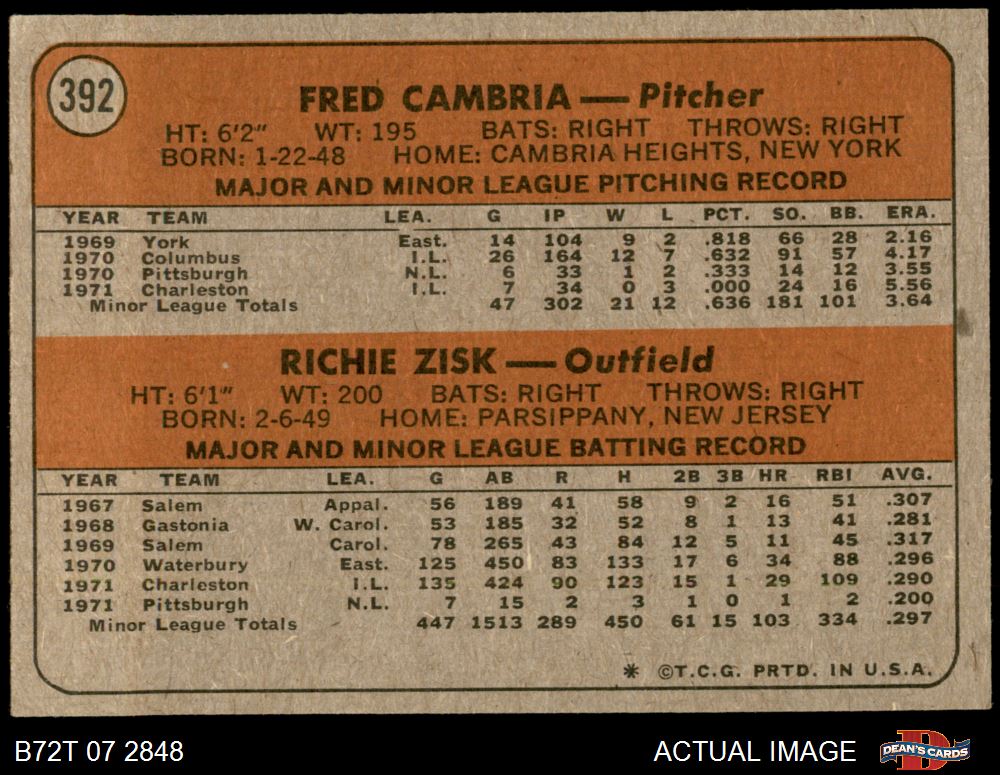 392
FRED CAMBRIA — Pitcher
HT: 6'2" WT: 195 BATS: RIGHT THROWS: RIGHT
BORN: 1-22-48 HOME: CAMBRIA HEIGHTS, NEW YORK
MAJOR AND MINOR LEAGUE PITCHING RECORD
YEAR TEAM LEA. G IP W L PCT. SO. BB. ERA.
1969 York East. 14 104 9 2 .818 66 28 2.16
1970 Columbus I.L. 26 164 12 7 .632 91 57 4.17
1970 Pittsburgh N.L. 6 33 1 2 .333 14 12 3.55
1971 Charleston I.L. 7 34 0 3 .000 24 16 5.56
Minor League Totals 47 302 21 12 .636 181 101 3.64
RICHIE ZISK — Outfield
HT: 6'1" WT: 200 BATS: RIGHT THROWS: RIGHT
BORN: 2-6-49 HOME: PARSIPPANY, NEW JERSEY
MAJOR AND MINOR LEAGUE BATTING RECORD
YEAR TEAM LEA. G AB R H 2B 3B HR RBI AVG.
1967 Salem Appal. 56 189 41 58 9 2 16 51 .307
1968 Gastonia W. Carol. 53 185 32 52 8 1 13 41 .281
1969 Salem Carol. 78 265 43 84 12 5 11 45 .317
1970 Waterbury East. 125 450 83 133 17 6 34 88 .296
1971 Charleston I.L. 135 424 90 123 15 1 29 109 .290
1971 Pittsburgh N.L. 7 15 2 3 1 0 1 2 .200
Minor League Totals 447 1513 289 450 61 15 103 334 .297
* ©T.C.G. PRTD. IN U.S.A.
B72T 07 2848 ACTUAL IMAGE DEAN'S CARDS